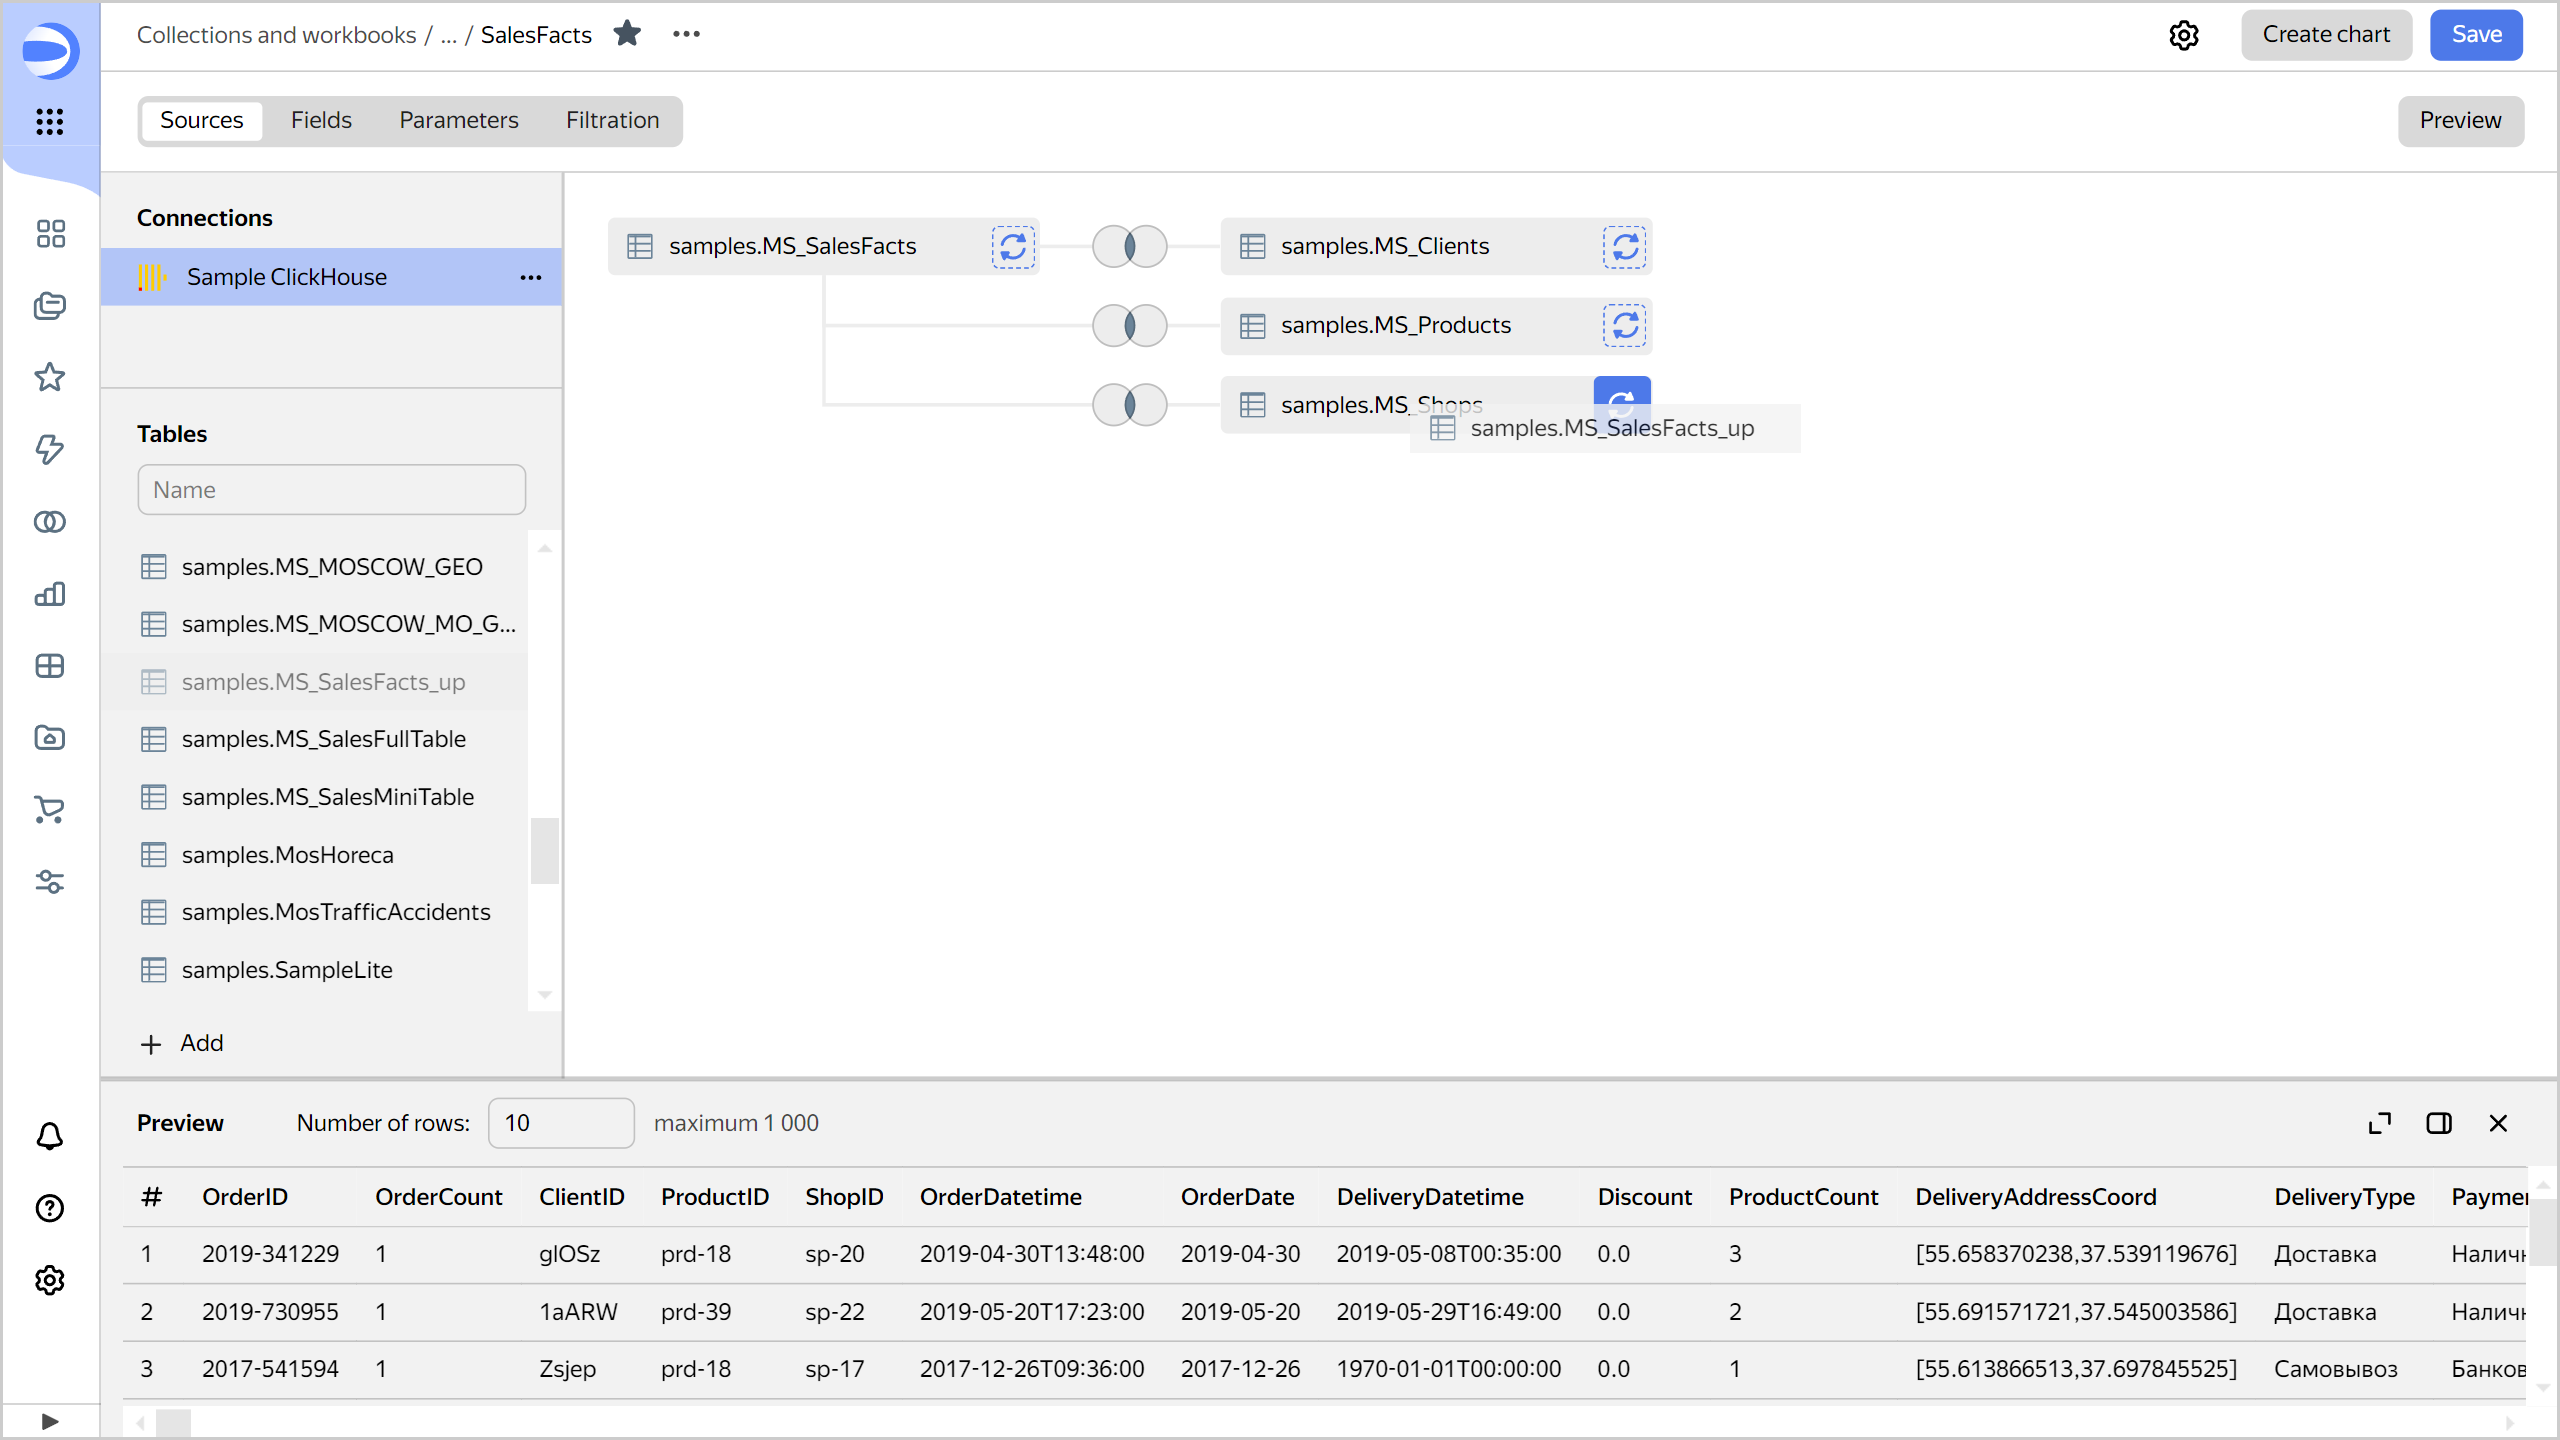 Collections and workbooks / ... / SalesFacts
Create chart
Save
Sources
Fields
Parameters
Filtration
Preview
Connections
Sample ClickHouse
samples.MS_SalesFacts
samples.MS_Clients
samples.MS_Products
samples.MS_Shops
samples.MS_SalesFacts_up
Tables
Name
samples.MS_MOSCOW_GEO
samples.MS_MOSCOW_MO_G...
samples.MS_SalesFacts_up
samples.MS_SalesFullTable
samples.MS_SalesMiniTable
samples.MosHoreca
samples.MosTrafficAccidents
samples.SampleLite
+ Add
Preview Number of rows: 10 maximum 1 000
# OrderID OrderCount ClientID ProductID ShopID OrderDatetime OrderDate DeliveryDatetime Discount ProductCount DeliveryAddressCoord DeliveryType Paymen
1 2019-341229 1 glOSz prd-18 sp-20 2019-04-30T13:48:00 2019-04-30 2019-05-08T00:35:00 0.0 3 [55.658370238,37.539119676] Доставка Налич
2 2019-730955 1 1aARW prd-39 sp-22 2019-05-20T17:23:00 2019-05-20 2019-05-29T16:49:00 0.0 2 [55.691571721,37.545003586] Доставка Налич
3 2017-541594 1 Zsjep prd-18 sp-17 2017-12-26T09:36:00 2017-12-26 1970-01-01T00:00:00 0.0 1 [55.613866513,37.697845525] Самовывоз Банков